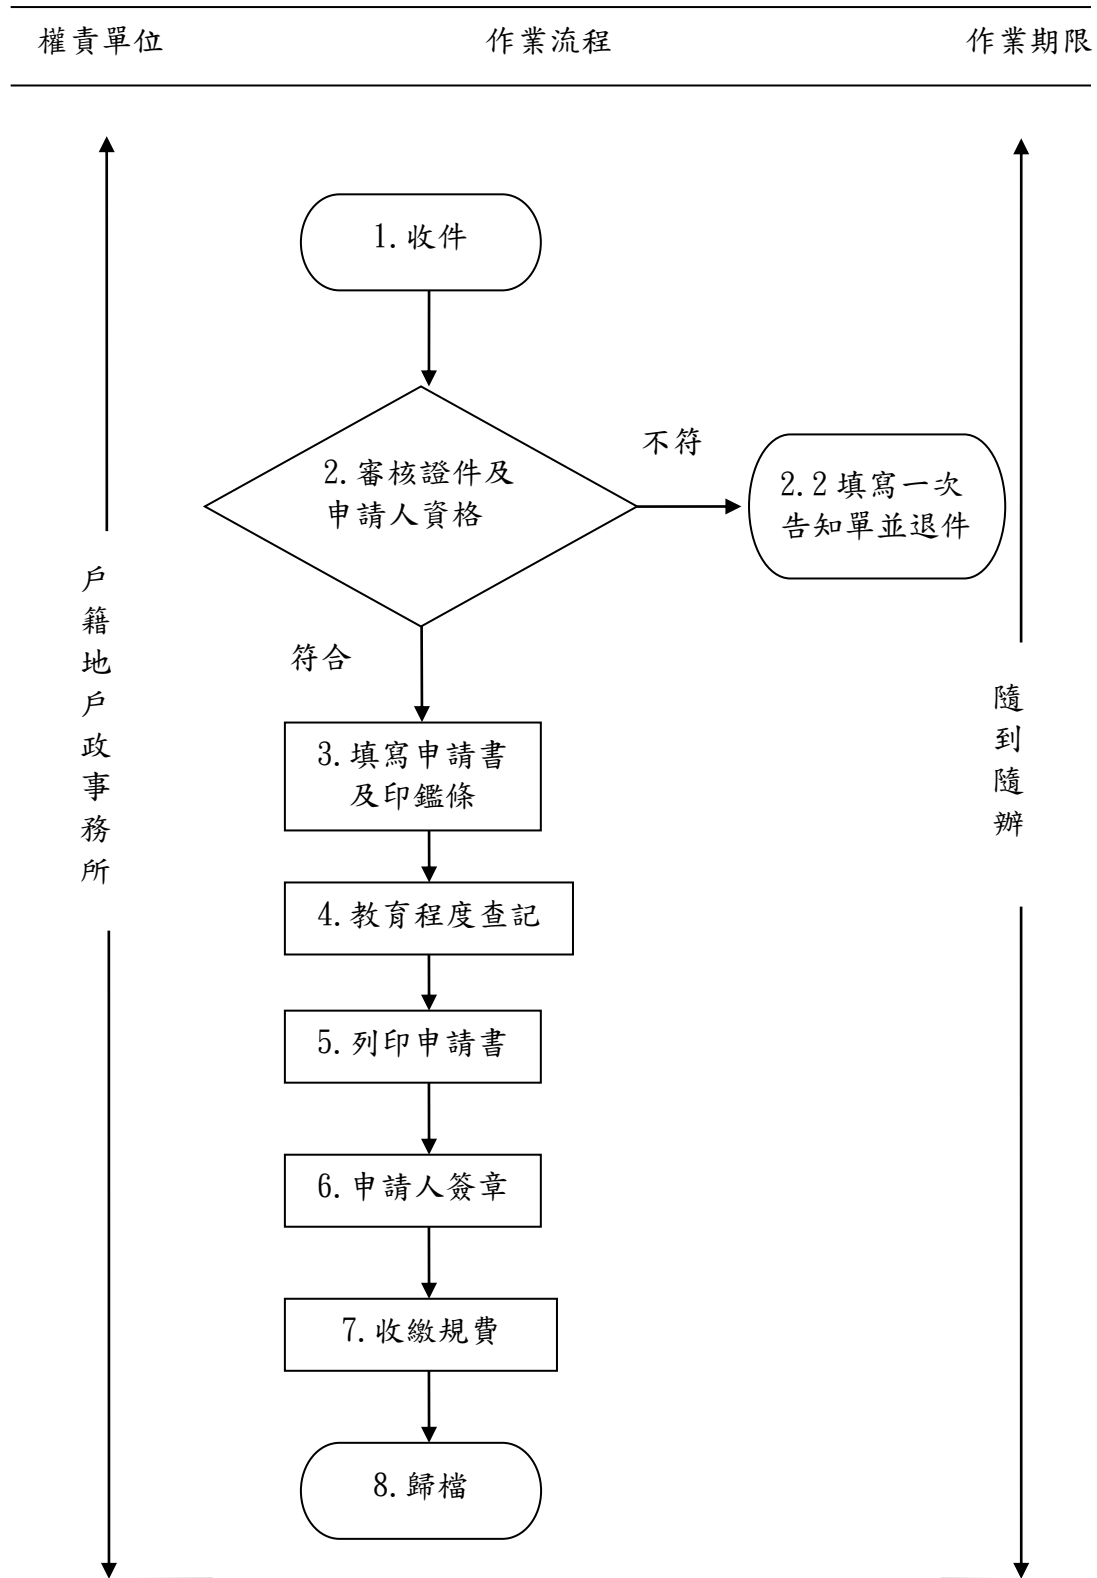 權責單位 作業流程 作業期限
1.收件
2.審核證件及
申請人資格
不符
2.2填寫一次
告知單並退件
符合
3.填寫申請書
及印鑑條
4.教育程度查記
5.列印申請書
6.申請人簽章
7.收繳規費
8.歸檔
戶籍地戶政事務所
隨到隨辦